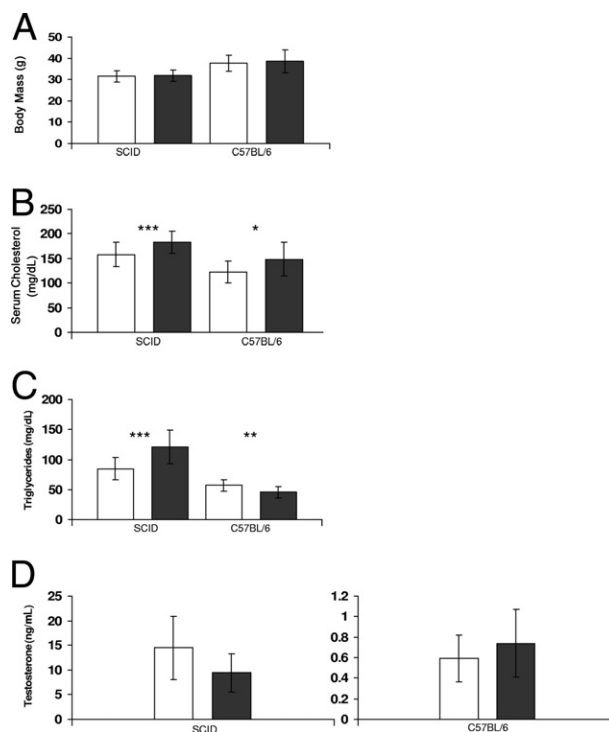 A
Body Mass (g)
50
40
30
20
10
0
SCID C57BL/6
B
Serum Cholesterol
(mg/dL)
250
200
150
100
50
0
*** *
SCID C57BL/6
C
Triglycerides (mg/dL)
200
150
100
50
0
*** **
SCID C57BL/6
D
Testosterone (ng/mL)
25
20
15
10
5
0
SCID
1.2
1
0.8
0.6
0.4
0.2
0
C57BL/6